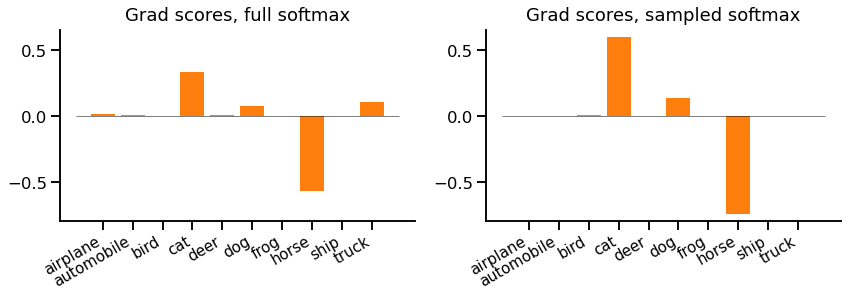 Grad scores, full softmax
0.5
0.0
−0.5
airplane
automobile
bird
cat
deer
dog
frog
horse
ship
truck
Grad scores, sampled softmax
0.5
0.0
−0.5
airplane
automobile
bird
cat
deer
dog
frog
horse
ship
truck